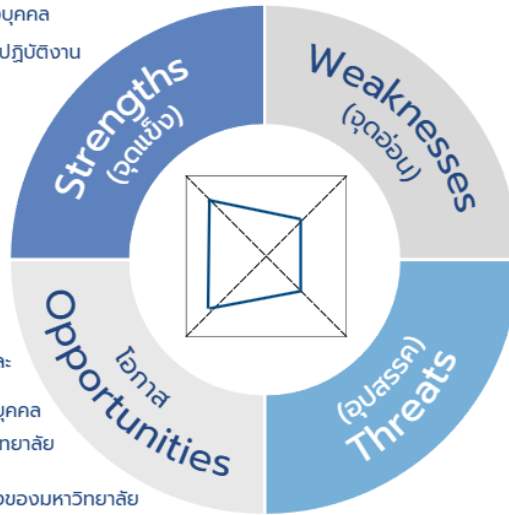 บุคคล
ปฏิบัติงาน
Strengths
(จุดแข็ง)
Weaknesses
(จุดอ่อน)
โอกาส
Opportunities
(อุปสรรค)
Threats
ละ
บุคคล
ทยาลัย
ของมหาวิทยาลัย